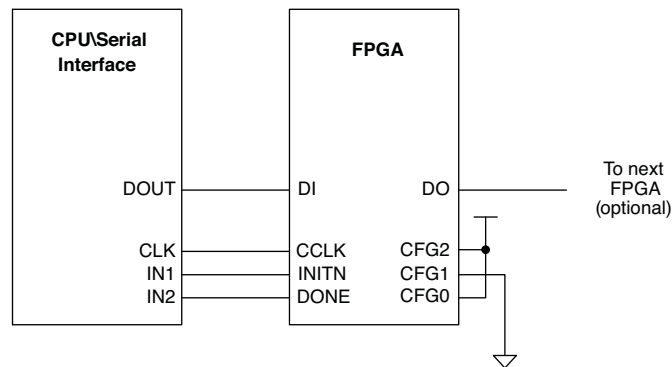 CPU\Serial
Interface
FPGA
DOUT
DI
DO
To next
FPGA
(optional)
CLK
CCLK
CFG2
IN1
INITN
CFG1
IN2
DONE
CFG0